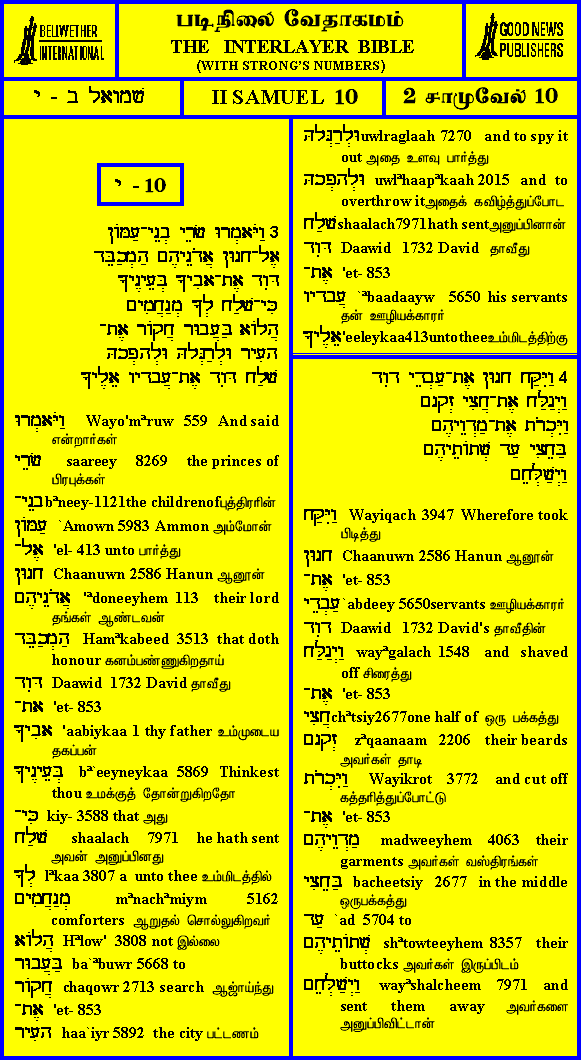 BELLWETHER
INTERNATIONAL
படிநிலை வேதாகமம்
THE INTERLAYER BIBLE
(WITH STRONG'S NUMBERS)
GOOD NEWS
PUBLISHERS
שמואל ב - י
II SAMUEL 10
2 சாமுவேல் 10
י - 10
3 וַיֹּאמְרוּ שָׂרֵי בְנֵי־עַמּוֹן
אֶל־חָנוּן אֲדֹנֵיהֶם הַמְכַבֵּד
דָּוִד אֶת־אָבִיךָ בְּעֵינֶיךָ
כִּי־שָׁלַח לְךָ מְנַחֲמִים
הֲלוֹא בַּעֲבוּר חֲקוֹר אֶת־
הָעִיר וּלְרַגְּלָהּ וּלְהָפְכָהּ
שָׁלַח דָּוִד אֶת־עֲבָדָיו אֵלֶיךָ
וַיֹּאמְרוּ Wayo'mªruw 559 And said
என்றார்கள்
שָׂרֵי saareey 8269 the princes of
பிரபுக்கள்
בְנֵי־ bªneey-1121the childrenofபுத்திரரின்
עַמּוֹן `Amown 5983 Ammon அம்மோன்
אֶל־ 'el- 413 unto பார்த்து
חָנוּן Chaanuwn 2586 Hanun ஆனூன்
אֲדֹנֵיהֶם 'ªdoneeyhem 113 their lord
தங்கள் ஆண்டவன்
הַמְכַבֵּד Hamªkabeed 3513 that doth
honour கனம்பண்ணுகிறதாய்
דָּוִד Daawid 1732 David தாவீது
אֶת־ 'et- 853
אָבִיךָ 'aabiykaa 1 thy father உம்முடைய
தகப்பன்
בְּעֵינֶיךָ bª`eeyneykaa 5869 Thinkest
thou உமக்குத் தோன்றுகிறதோ
כִּי־ kiy- 3588 that அது
שָׁלַח shaalach 7971 he hath sent
அவன் அனுப்பினது
לְךָ lªkaa 3807 a unto thee உம்மிடத்தில்
מְנַחֲמִים mªnachªmiym 5162
comforters ஆறுதல் சொல்லுகிறவர்
הֲלוֹא Hªlow' 3808 not இல்லை
בַּעֲבוּר ba`ªbuwr 5668 to
חֲקוֹר chaqowr 2713 search ஆஜாய்ந்து
אֶת־ 'et- 853
הָעִיר haa`iyr 5892 the city பட்டணம்
וּלְרַגְּלָהּ uwlraglaah 7270 and to spy it
out அதை உளவு பார்த்து
וּלְהָפְכָהּ uwlªhaapªkaah 2015 and to
overthrow itஅதைக் கவிழ்த்துப்போட
שָׁלַח shaalach7971hath sentஅனுப்பினான்
דָּוִד Daawid 1732 David தாவீது
אֶת־ 'et- 853
עֲבָדָיו `ªbaadaayw 5650 his servants
தன் ஊழியக்காரர்
אֵלֶיךָ 'eeleykaa413untotheeஉம்மிடத்திற்கு
4 וַיִּקַּח חָנוּן אֶת־עַבְדֵי דָוִד
וַיְגַלַּח אֶת־חֲצִי זְקָנָם
וַיִּכְרֹת אֶת־מַדְוֵיהֶם
בַּחֵצִי עַד שְׁתוֹתֵיהֶם
וַיְשַׁלְּחֵם
וַיִּקַּח Wayiqach 3947 Wherefore took
பிடித்து
חָנוּן Chaanuwn 2586 Hanun ஆனூன்
אֶת־ 'et- 853
עַבְדֵי `abdeey 5650servants ஊழியக்காரர்
דָוִד Daawid 1732 David's தாவீதின்
וַיְגַלַּח wayªgalach 1548 and shaved
off சிரைத்து
אֶת־ 'et- 853
חֲצִי chªtsiy2677one half of ஒரு பக்கத்து
זְקָנָם zªqaanaam 2206 their beards
அவர்கள் தாடி
וַיִּכְרֹת Wayikrot 3772 and cut off
கத்தரித்துப்போட்டு
אֶת־ 'et- 853
מַדְוֵיהֶם madweeyhem 4063 their
garments அவர்கள் வஸ்திரங்கள்
בַּחֵצִי bacheetsiy 2677 in the middle
ஒருபக்கத்து
עַד `ad 5704 to
שְׁתוֹתֵיהֶם shªtowteeyhem 8357 their
buttocks அவர்கள் இருப்பிடம்
וַיְשַׁלְּחֵם wayªshalcheem 7971 and
sent them away அவர்களை
அனுப்பிவிட்டான்